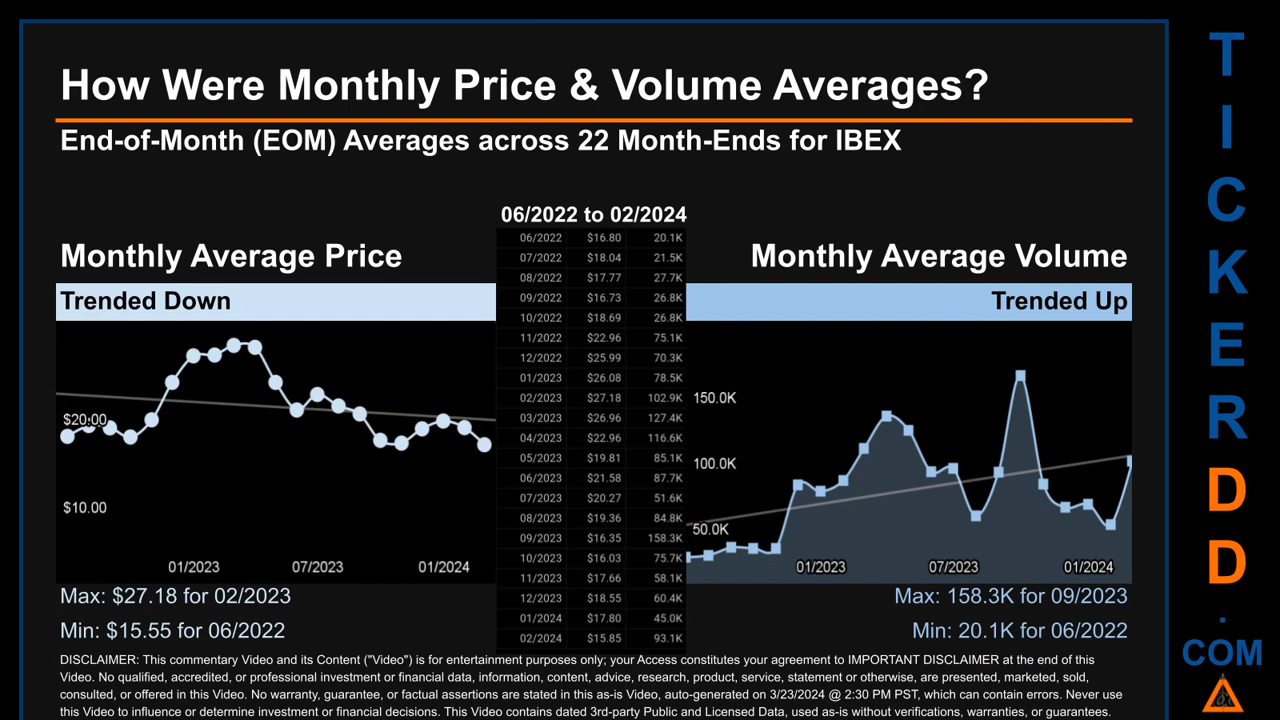 How Were Monthly Price & Volume Averages?
End-of-Month (EOM) Averages across 22 Month-Ends for IBEX
06/2022 to 02/2024
Monthly Average Price
Trended Down
$20.00
$10.00
01/2023 07/2023 01/2024
Max: $27.18 for 02/2023
Min: $15.55 for 06/2022
06/2022 $16.80 20.1K
07/2022 $18.04 21.5K
08/2022 $17.77 27.7K
09/2022 $16.73 26.8K
10/2022 $18.69 26.8K
11/2022 $22.96 75.1K
12/2022 $25.99 70.3K
01/2023 $26.08 78.5K
02/2023 $27.18 102.9K
03/2023 $26.96 127.4K
04/2023 $22.96 116.6K
05/2023 $19.81 85.1K
06/2023 $21.58 87.7K
07/2023 $20.27 51.6K
08/2023 $19.36 84.8K
09/2023 $16.35 158.3K
10/2023 $16.03 75.7K
11/2023 $17.66 58.1K
12/2023 $18.55 60.4K
01/2024 $17.80 45.0K
02/2024 $15.85 93.1K
Monthly Average Volume
Trended Up
150.0K
100.0K
50.0K
01/2023 07/2023 01/2024
Max: 158.3K for 09/2023
Min: 20.1K for 06/2022
DISCLAIMER: This commentary Video and its Content ("Video") is for entertainment purposes only; your Access constitutes your agreement to IMPORTANT DISCLAIMER at the end of this
Video. No qualified, accredited, or professional investment or financial data, information, content, advice, research, product, service, statement or otherwise, are presented, marketed, sold,
consulted, or offered in this Video. No warranty, guarantee, or factual assertions are stated in this as-is Video, auto-generated on 3/23/2024 @ 2:30 PM PST, which can contain errors. Never use
this Video to influence or determine investment or financial decisions. This Video contains dated 3rd-party Public and Licensed Data, used as-is without verifications, warranties, or guarantees.
T
I
C
K
E
R
D
D
.
COM